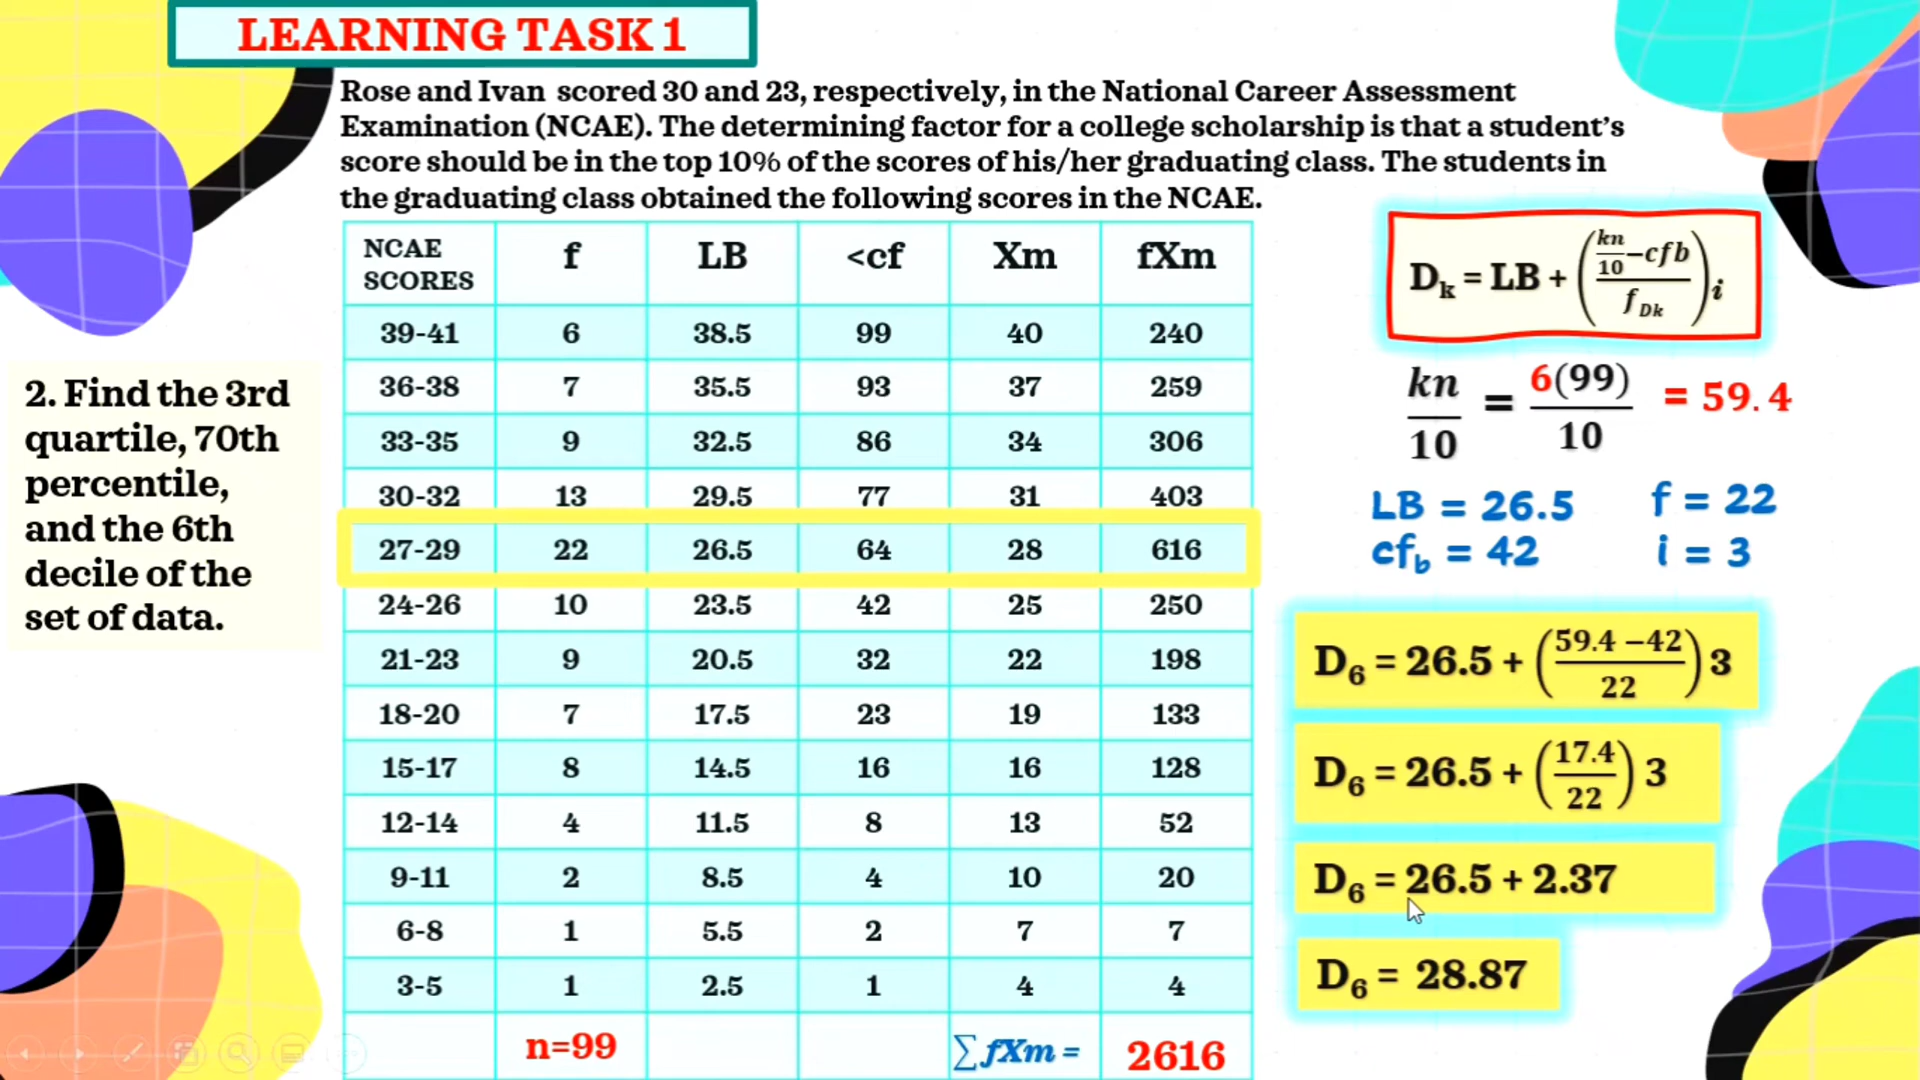 LEARNING TASK 1
Rose and Ivan scored 30 and 23, respectively, in the National Career Assessment
Examination (NCAE). The determining factor for a college scholarship is that a student's
score should be in the top 10% of the scores of his/her graduating class. The students in
the graduating class obtained the following scores in the NCAE.
2. Find the 3rd
quartile, 70th
percentile,
and the 6th
decile of the
set of data.
NCAE SCORES f LB <cf Xm fXm
39-41 6 38.5 99 40 240
36-38 7 35.5 93 37 259
33-35 9 32.5 86 34 306
30-32 13 29.5 77 31 403
27-29 22 26.5 64 28 616
24-26 10 23.5 42 25 250
21-23 9 20.5 32 22 198
18-20 7 17.5 23 19 133
15-17 8 14.5 16 16 128
12-14 4 11.5 8 13 52
9-11 2 8.5 4 10 20
6-8 1 5.5 2 7 7
3-5 1 2.5 1 4 4
n=99 ∑fXm = 2616
Dk = LB + ((kn/10 − cfb)/fDk) i
kn/10 = 6(99)/10 = 59.4
LB = 26.5 f = 22
cfb = 42 i = 3
D6 = 26.5 + ((59.4 − 42)/22) 3
D6 = 26.5 + (17.4/22) 3
D6 = 26.5 + 2.37
D6 = 28.87